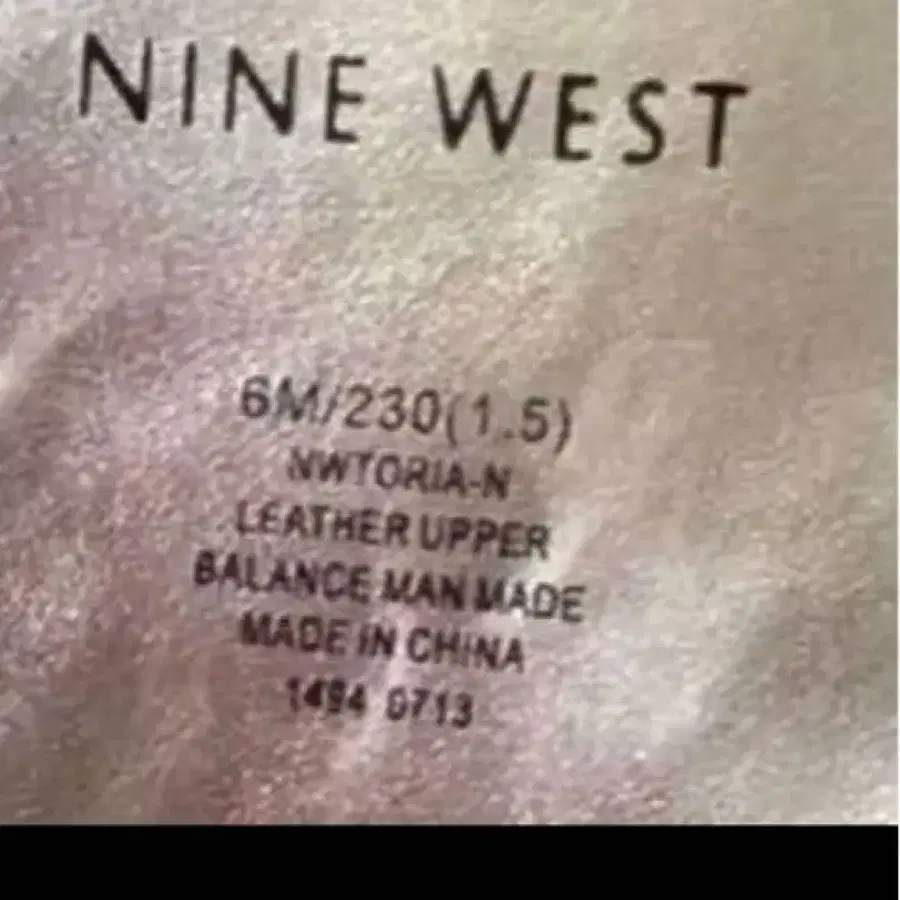 NINE WEST
6M/230(1.5)
NWTORIA-N
LEATHER UPPER
BALANCE MAN MADE
MADE IN CHINA
1494 0713